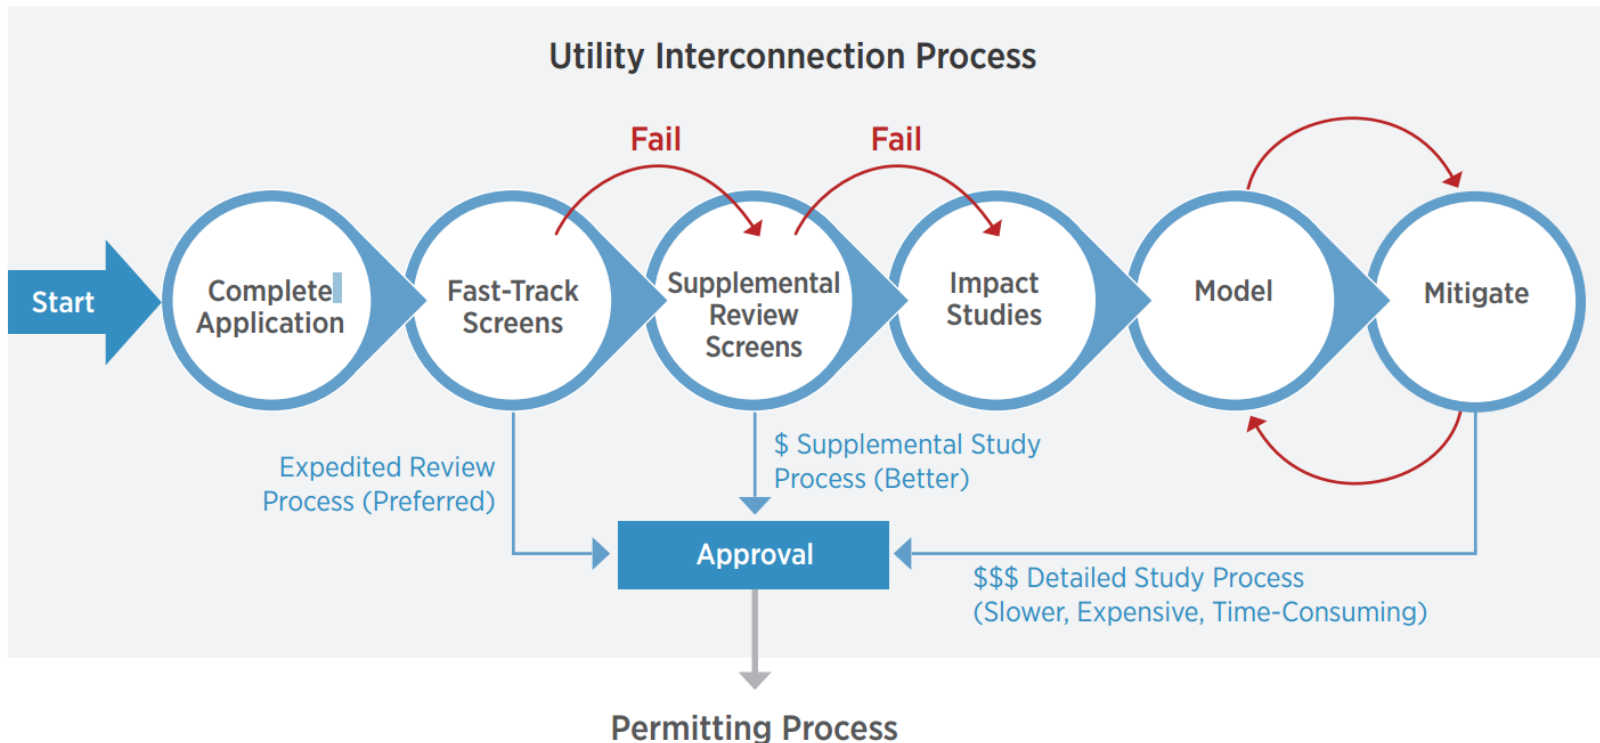 Utility Interconnection Process
Fail
Fail
Start
Complete
Application
Fast-Track
Screens
Supplemental
Review
Screens
Impact
Studies
Model
Mitigate
Expedited Review
Process (Preferred)
$ Supplemental Study
Process (Better)
Approval
$$$ Detailed Study Process
(Slower, Expensive, Time-Consuming)
Permitting Process